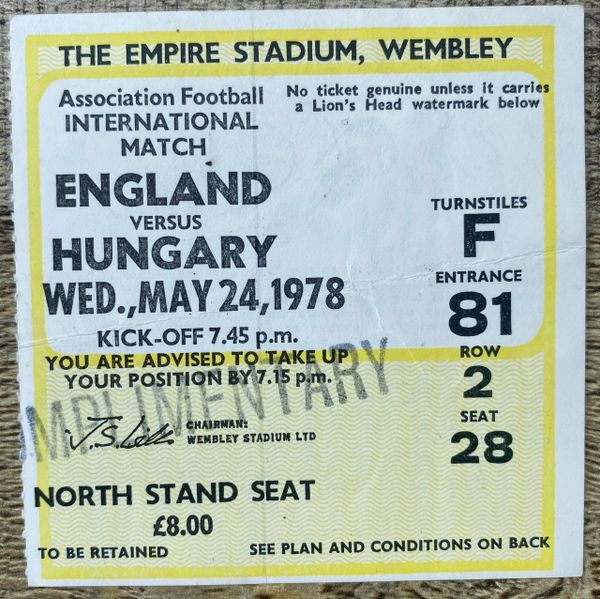 THE EMPIRE STADIUM, WEMBLEY
Association Football
INTERNATIONAL
MATCH
No ticket genuine unless it carries
a Lion's Head watermark below
ENGLAND
VERSUS
HUNGARY
WED., MAY 24, 1978
KICK-OFF 7.45 p.m.
YOU ARE ADVISED TO TAKE UP
YOUR POSITION BY 7.15 p.m.
TURNSTILES
F
ENTRANCE
81
ROW
2
SEAT
28
MPLIMENTARY
CHAIRMAN:
WEMBLEY STADIUM LTD
NORTH STAND SEAT
£8.00
TO BE RETAINED
SEE PLAN AND CONDITIONS ON BACK